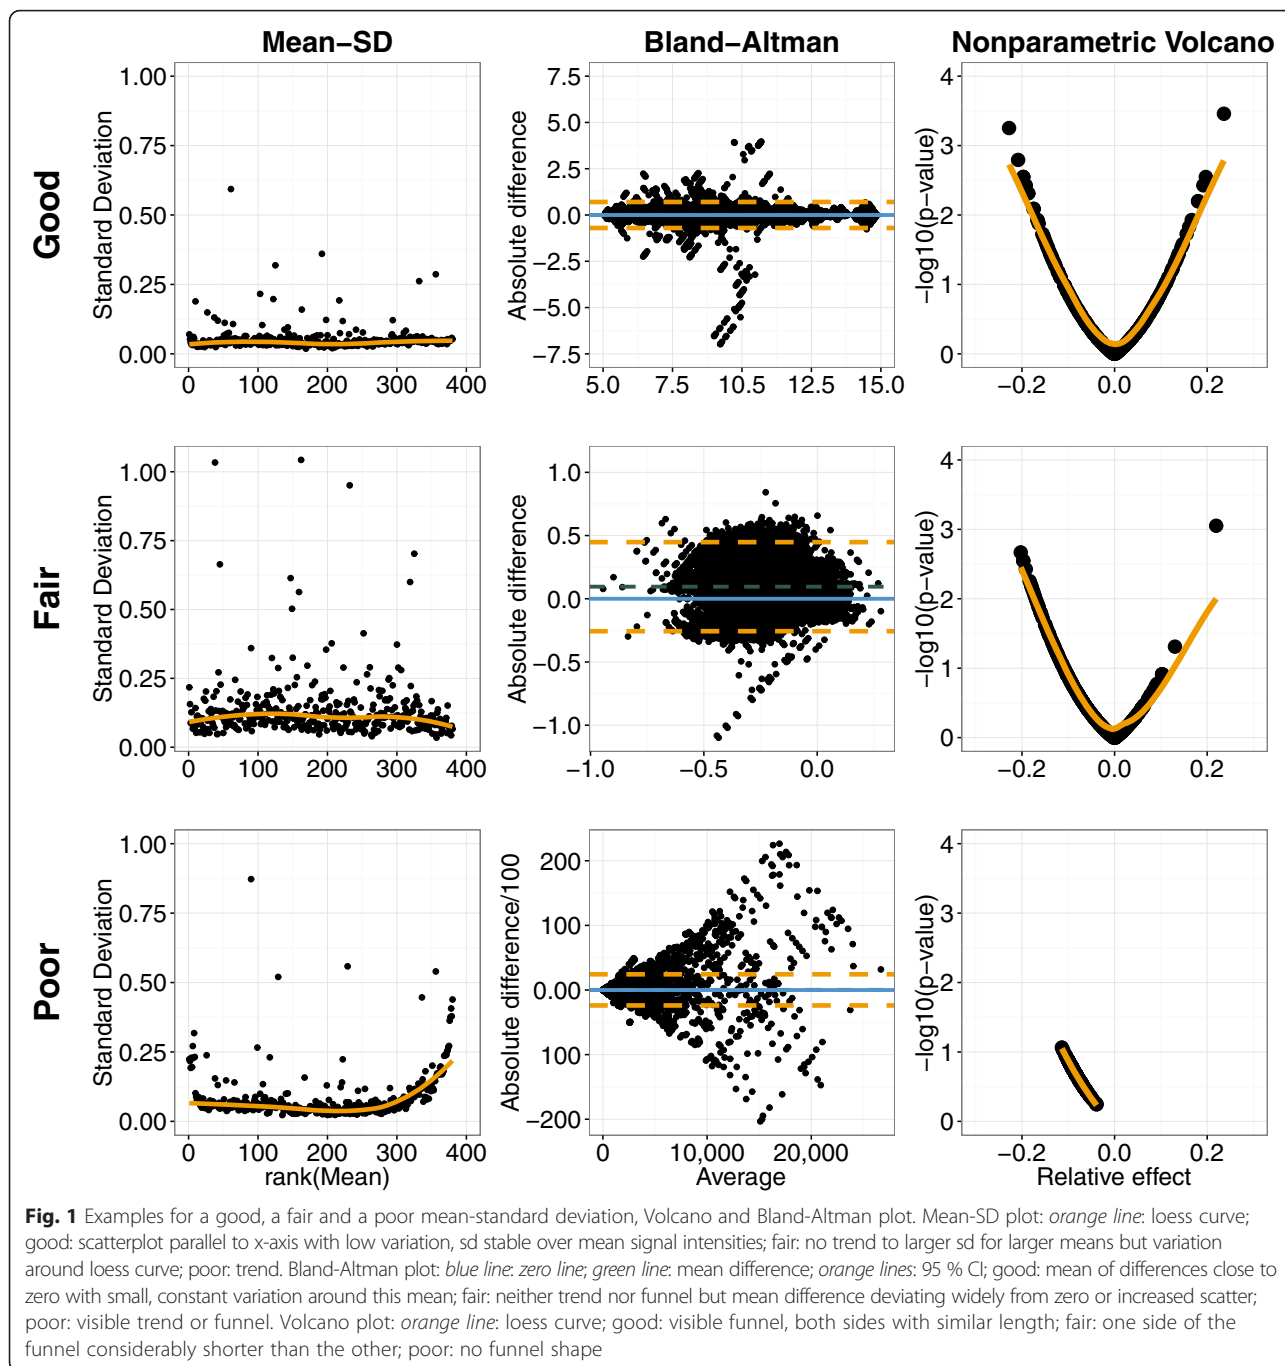 Mean−SD Bland−Altman Nonparametric Volcano
Good
Standard Deviation
1.00
0.75
0.50
0.25
0.00
0 100 200 300 400
Absolute difference
7.5
5.0
2.5
0.0
−2.5
−5.0
−7.5
5.0 7.5 10.5 12.5 15.0
−log10(p−value)
4
3
2
1
0
−0.2 0.0 0.2
Fair
Standard Deviation
1.00
0.75
0.50
0.25
0.00
0 100 200 300 400
Absolute difference
1.0
0.5
0.0
−0.5
−1.0
−1.0 −0.5 0.0
−log10(p−value)
4
3
2
1
0
−0.2 0.0 0.2
Poor
Standard Deviation
1.00
0.75
0.50
0.25
0.00
0 100 200 300 400
rank(Mean)
Absolute difference/100
200
100
0.00
100
−200
0 10,000 20,000
Average
−log10(p−value)
4
3
2
1
0
−0.2 0.0 0.2
Relative effect
Fig. 1 Examples for a good, a fair and a poor mean-standard deviation, Volcano and Bland-Altman plot. Mean-SD plot: orange line: loess curve;
good: scatterplot parallel to x-axis with low variation, sd stable over mean signal intensities; fair: no trend to larger sd for larger means but variation
around loess curve; poor: trend. Bland-Altman plot: blue line: zero line; green line: mean difference; orange lines: 95 % CI; good: mean of differences close to
zero with small, constant variation around this mean; fair: neither trend nor funnel but mean difference deviating widely from zero or increased scatter;
poor: visible trend or funnel. Volcano plot: orange line: loess curve; good: visible funnel, both sides with similar length; fair: one side of the
funnel considerably shorter than the other; poor: no funnel shape